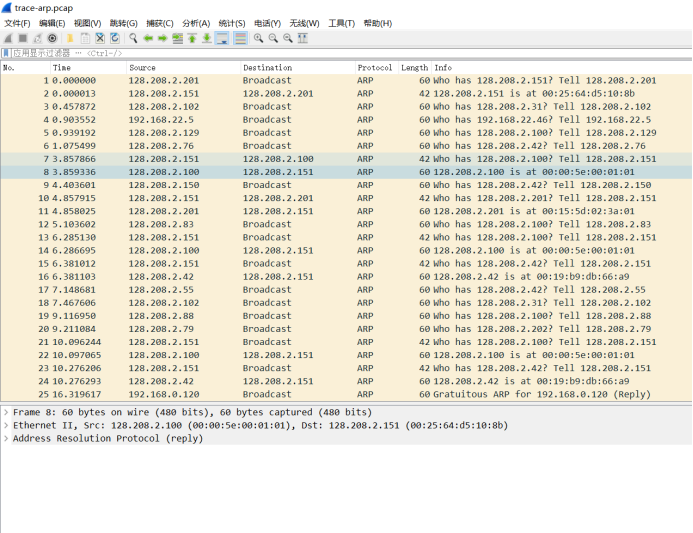 trace-arp.pcap
文件(F) 编辑(E) 视图(V) 跳转(G) 捕获(C) 分析(A) 统计(S) 电话(Y) 无线(W) 工具(T) 帮助(H)
应用显示过滤器 … <Ctrl-/>
No. Time Source Destination Protocol Length Info
1 0.000000 128.208.2.201 Broadcast ARP 60 Who has 128.208.2.151? Tell 128.208.2.201
2 0.000013 128.208.2.151 128.208.2.201 ARP 42 128.208.2.151 is at 00:25:64:d5:10:8b
3 0.457872 128.208.2.102 Broadcast ARP 60 Who has 128.208.2.31? Tell 128.208.2.102
4 0.903552 192.168.22.5 Broadcast ARP 60 Who has 192.168.22.46? Tell 192.168.22.5
5 0.939192 128.208.2.129 Broadcast ARP 60 Who has 128.208.2.100? Tell 128.208.2.129
6 1.075499 128.208.2.76 Broadcast ARP 60 Who has 128.208.2.42? Tell 128.208.2.76
7 3.857866 128.208.2.151 128.208.2.100 ARP 42 Who has 128.208.2.100? Tell 128.208.2.151
8 3.859336 128.208.2.100 128.208.2.151 ARP 60 128.208.2.100 is at 00:00:5e:00:01:01
9 4.403601 128.208.2.150 Broadcast ARP 60 Who has 128.208.2.42? Tell 128.208.2.150
10 4.857915 128.208.2.151 128.208.2.201 ARP 42 Who has 128.208.2.201? Tell 128.208.2.151
11 4.858025 128.208.2.201 128.208.2.151 ARP 60 128.208.2.201 is at 00:15:5d:02:3a:01
12 5.103602 128.208.2.83 Broadcast ARP 60 Who has 128.208.2.100? Tell 128.208.2.83
13 6.285130 128.208.2.151 Broadcast ARP 42 Who has 128.208.2.100? Tell 128.208.2.151
14 6.286695 128.208.2.100 128.208.2.151 ARP 60 128.208.2.100 is at 00:00:5e:00:01:01
15 6.381012 128.208.2.151 Broadcast ARP 42 Who has 128.208.2.42? Tell 128.208.2.151
16 6.381103 128.208.2.42 128.208.2.151 ARP 60 128.208.2.42 is at 00:19:b9:db:66:a9
17 7.148681 128.208.2.55 Broadcast ARP 60 Who has 128.208.2.42? Tell 128.208.2.55
18 7.467606 128.208.2.102 Broadcast ARP 60 Who has 128.208.2.31? Tell 128.208.2.102
19 9.116950 128.208.2.88 Broadcast ARP 60 Who has 128.208.2.100? Tell 128.208.2.88
20 9.211084 128.208.2.79 Broadcast ARP 60 Who has 128.208.2.202? Tell 128.208.2.79
21 10.096244 128.208.2.151 Broadcast ARP 42 Who has 128.208.2.100? Tell 128.208.2.151
22 10.097065 128.208.2.100 128.208.2.151 ARP 60 128.208.2.100 is at 00:00:5e:00:01:01
23 10.276206 128.208.2.151 Broadcast ARP 42 Who has 128.208.2.42? Tell 128.208.2.151
24 10.276293 128.208.2.42 128.208.2.151 ARP 60 128.208.2.42 is at 00:19:b9:db:66:a9
25 16.319617 192.168.0.120 Broadcast ARP 60 Gratuitous ARP for 192.168.0.120 (Reply)
Frame 8: 60 bytes on wire (480 bits), 60 bytes captured (480 bits)
Ethernet II, Src: 128.208.2.100 (00:00:5e:00:01:01), Dst: 128.208.2.151 (00:25:64:d5:10:8b)
Address Resolution Protocol (reply)